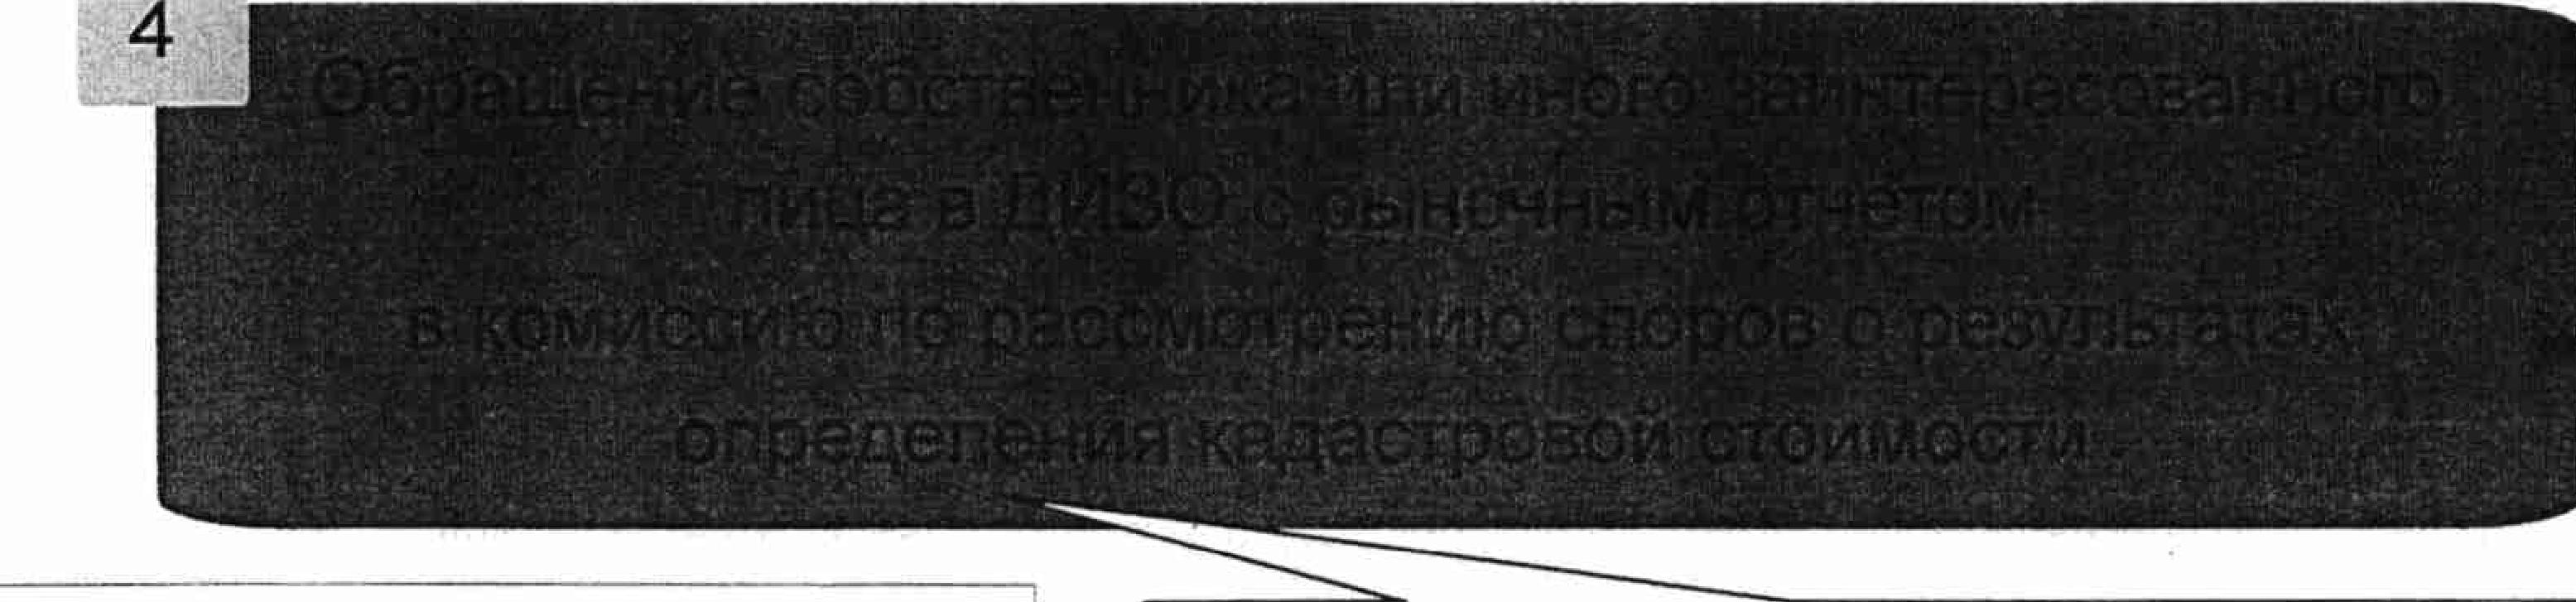 4
Обращение собственника или иного заинтересованного
лица в ДИЗО с рыночным отчетом
в комиссию по рассмотрению споров о результатах
определения кадастровой стоимости